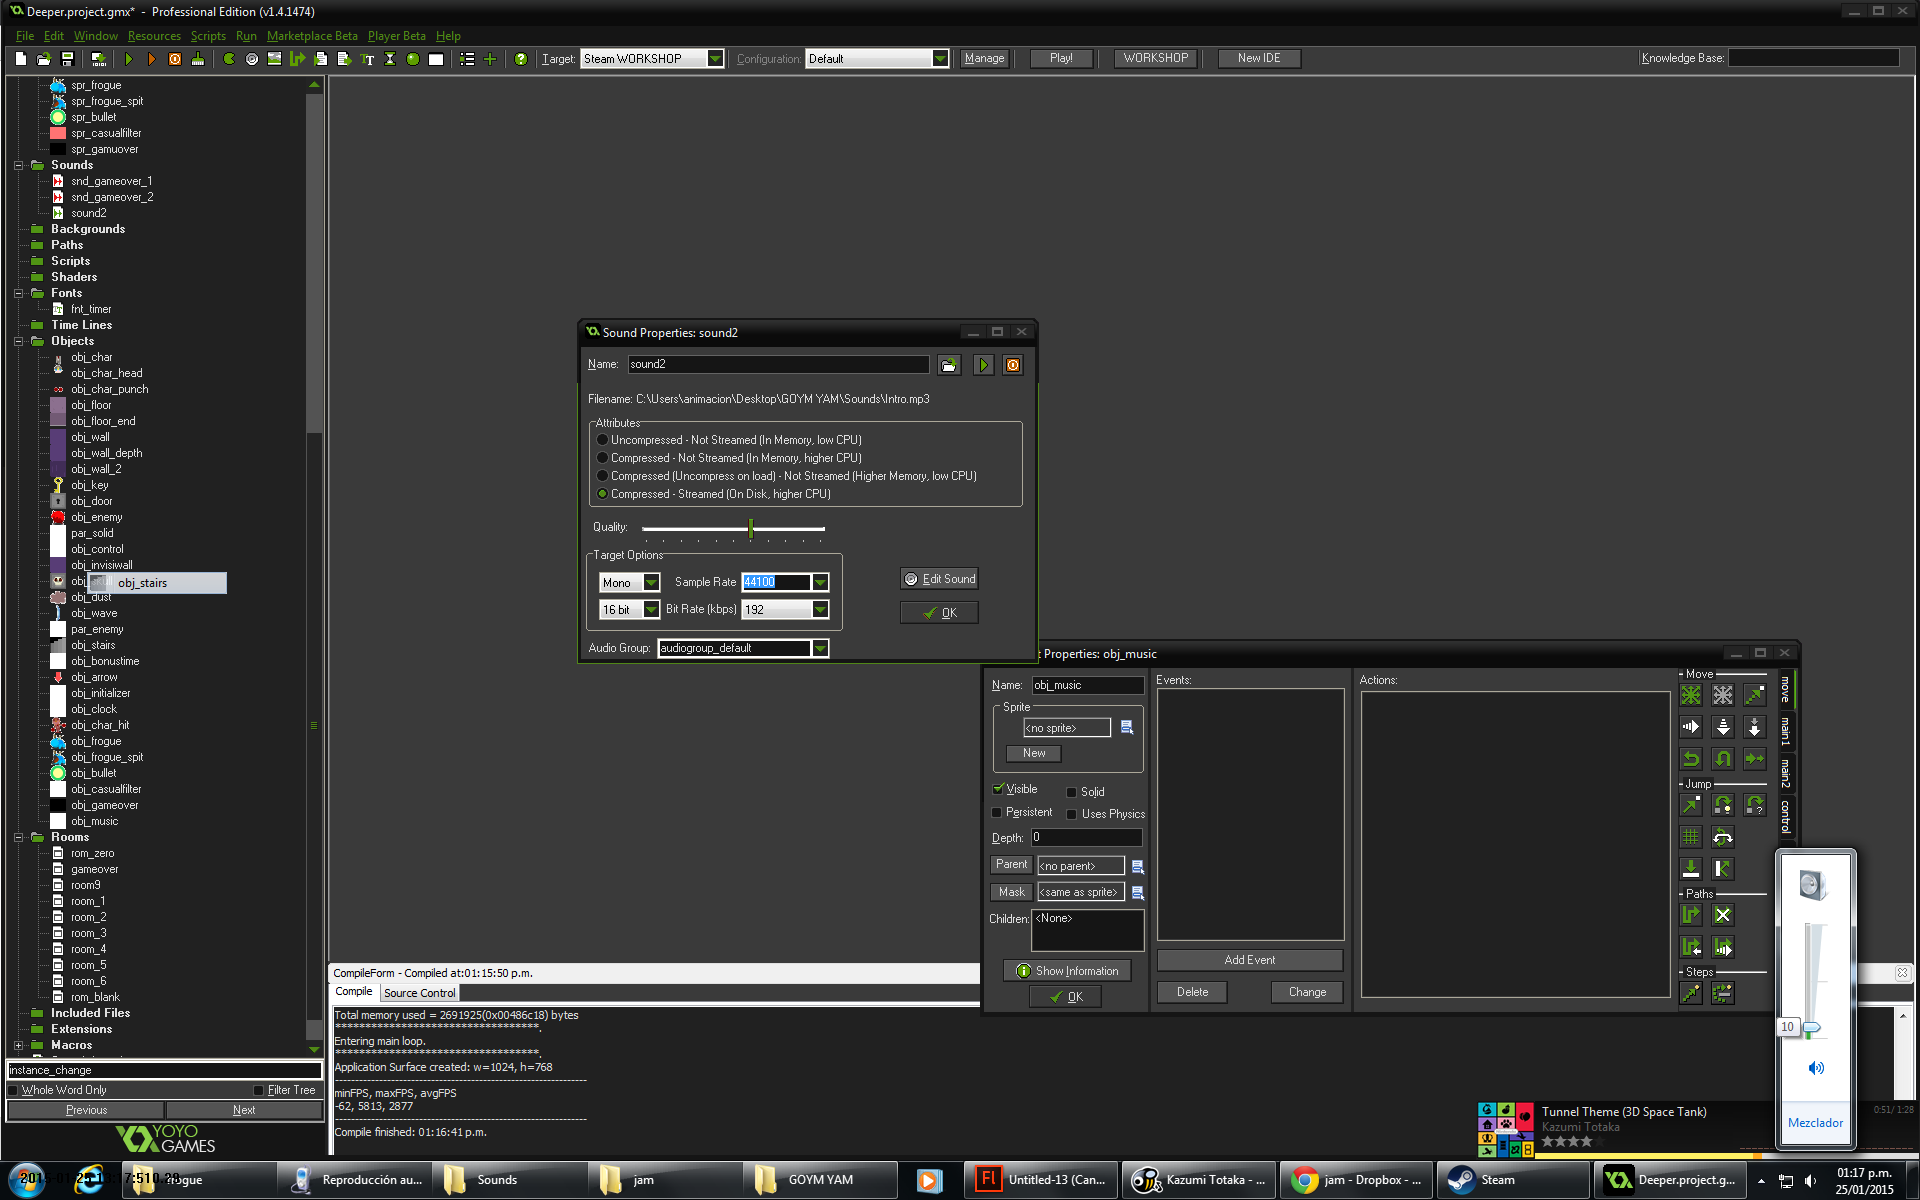 Deeper.project.gmx* - Professional Edition (v1.4.1474)
File Edit Window Resources Scripts Run Marketplace Beta Player Beta Help
Target: Steam WORKSHOP Configuration: Default Manage Play! WORKSHOP New IDE Knowledge Base:
spr_frogue
spr_frogue_spit
spr_bullet
spr_casualfilter
spr_gamuover
Sounds
snd_gameover_1
snd_gameover_2
sound2
Backgrounds
Paths
Scripts
Shaders
Fonts
fnt_timer
Time Lines
Objects
obj_char
obj_char_head
obj_char_punch
obj_floor
obj_floor_end
obj_wall
obj_wall_depth
obj_wall_2
obj_key
obj_door
obj_enemy
par_solid
obj_control
obj_invisiwall
obj_stairs
obj_dust
obj_wave
par_enemy
obj_stairs
obj_bonustime
obj_arrow
obj_initializer
obj_clock
obj_char_hit
obj_frogue
obj_frogue_spit
obj_bullet
obj_casualfilter
obj_gameover
obj_music
Rooms
rom_zero
gameover
room9
room_1
room_2
room_3
room_4
room_5
room_6
rom_blank
Included Files
Extensions
Macros
instance_change
Whole Word Only Filter Tree
Previous Next
YOYO GAMES
Sound Properties: sound2
Name: sound2
Filename: C:\Users\animacion\Desktop\GOYM YAM\Sounds\Intro.mp3
Attributes
Uncompressed - Not Streamed (In Memory, low CPU)
Compressed - Not Streamed (In Memory, higher CPU)
Compressed (Uncompress on load) - Not Streamed (Higher Memory, low CPU)
Compressed - Streamed (On Disk, higher CPU)
Quality:
Target Options
Mono Sample Rate 44100
16 bit Bit Rate (kbps) 192
Edit Sound
OK
Audio Group: audiogroup_default
t Properties: obj_music
Name: obj_music
Sprite
<no sprite>
New
Visible Solid
Persistent Uses Physics
Depth: 0
Parent <no parent>
Mask <same as sprite>
Children: <None>
Show Information
OK
Events:
Add Event
Delete Change
Actions:
Move
Jump
Paths
Steps
move
main1
main2
control
CompileForm - Compiled at:01:15:50 p.m.
Compile Source Control
Total memory used = 2691925(0x00486c18) bytes
***********************************.
Entering main loop.
***********************************.
Application Surface created: w=1024, h=768
minFPS, maxFPS, avgFPS
-62, 5813, 2877
Compile finished: 01:16:41 p.m.
10
Mezclador
Tunnel Theme (3D Space Tank)
Kazumi Totaka
0:51/ 1:28
Reproducción au...
Sounds
jam
GOYM YAM
Untitled-13 (Can...
Kazumi Totaka - ...
jam - Dropbox - ...
Steam
Deeper.project.g...
01:17 p.m.
25/01/2015